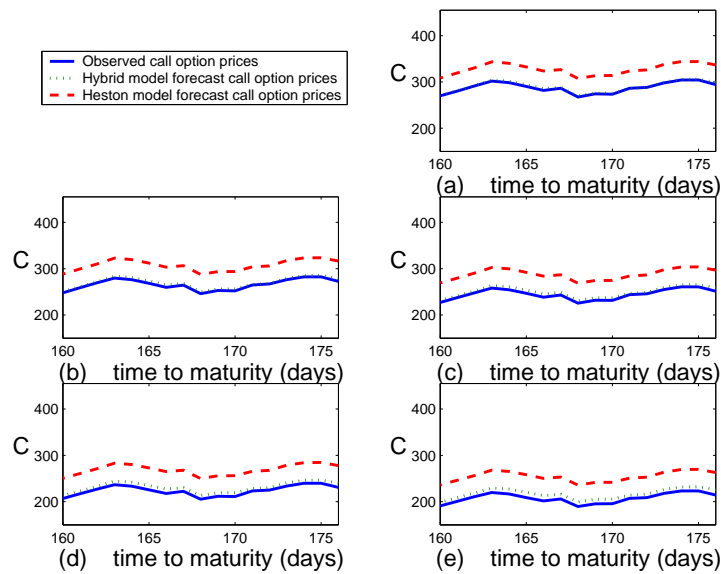 Observed call option prices
Hybrid model forecast call option prices
Heston model forecast call option prices
400
C
300
200
160 165 170 175
(a) time to maturity (days)
400
C
300
200
160 165 170 175
(b) time to maturity (days)
400
C
300
200
160 165 170 175
(c) time to maturity (days)
400
C
300
200
160 165 170 175
(d) time to maturity (days)
400
C
300
200
160 165 170 175
(e) time to maturity (days)